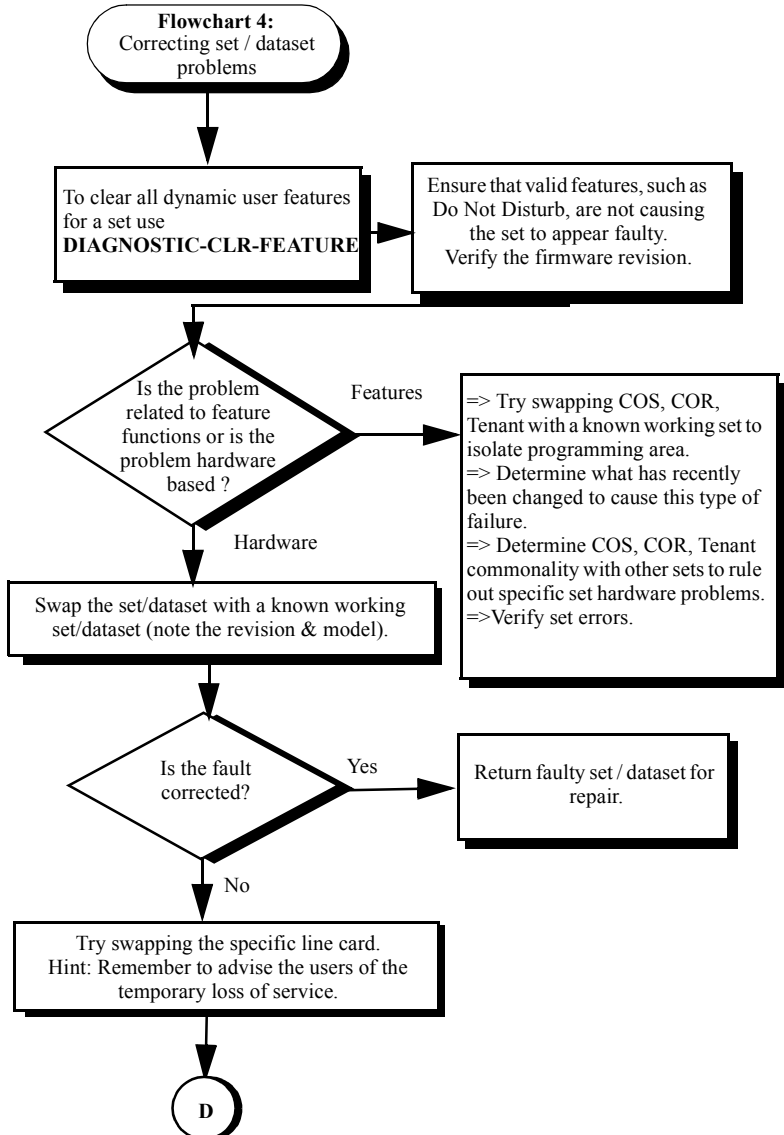 Flowchart 4:
Correcting set / dataset
problems
To clear all dynamic user features
for a set use
DIAGNOSTIC-CLR-FEATURE
Ensure that valid features, such as
Do Not Disturb, are not causing
the set to appear faulty.
Verify the firmware revision.
Is the problem
related to feature
functions or is the
problem hardware
based ?
Features
=> Try swapping COS, COR,
Tenant with a known working set to
isolate programming area.
=> Determine what has recently
been changed to cause this type of
failure.
=> Determine COS, COR, Tenant
commonality with other sets to rule
out specific set hardware problems.
=>Verify set errors.
Hardware
Swap the set/dataset with a known working
set/dataset (note the revision & model).
Is the fault
corrected?
Yes
Return faulty set / dataset for
repair.
No
Try swapping the specific line card.
Hint: Remember to advise the users of the
temporary loss of service.
D